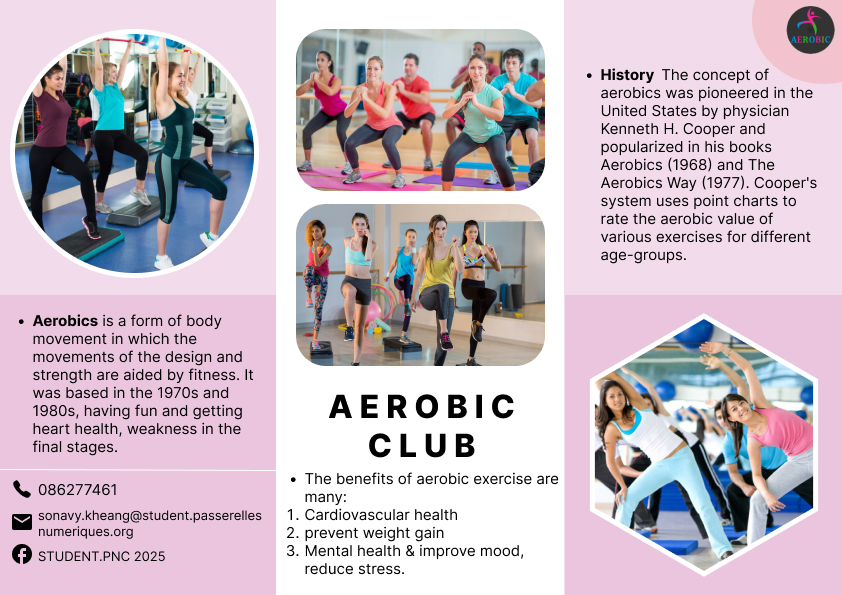 • Aerobics is a form of body
movement in which the
movements of the design and
strength are aided by fitness. It
was based in the 1970s and
1980s, having fun and getting
heart health, weakness in the
final stages.
086277461
sonavy.kheang@student.passerelles
numeriques.org
STUDENT.PNC 2025
AEROBIC
CLUB
• The benefits of aerobic exercise are
many:
1. Cardiovascular health
2. prevent weight gain
3. Mental health & improve mood,
reduce stress.
AEROBIC
• History The concept of
aerobics was pioneered in the
United States by physician
Kenneth H. Cooper and
popularized in his books
Aerobics (1968) and The
Aerobics Way (1977). Cooper's
system uses point charts to
rate the aerobic value of
various exercises for different
age-groups.